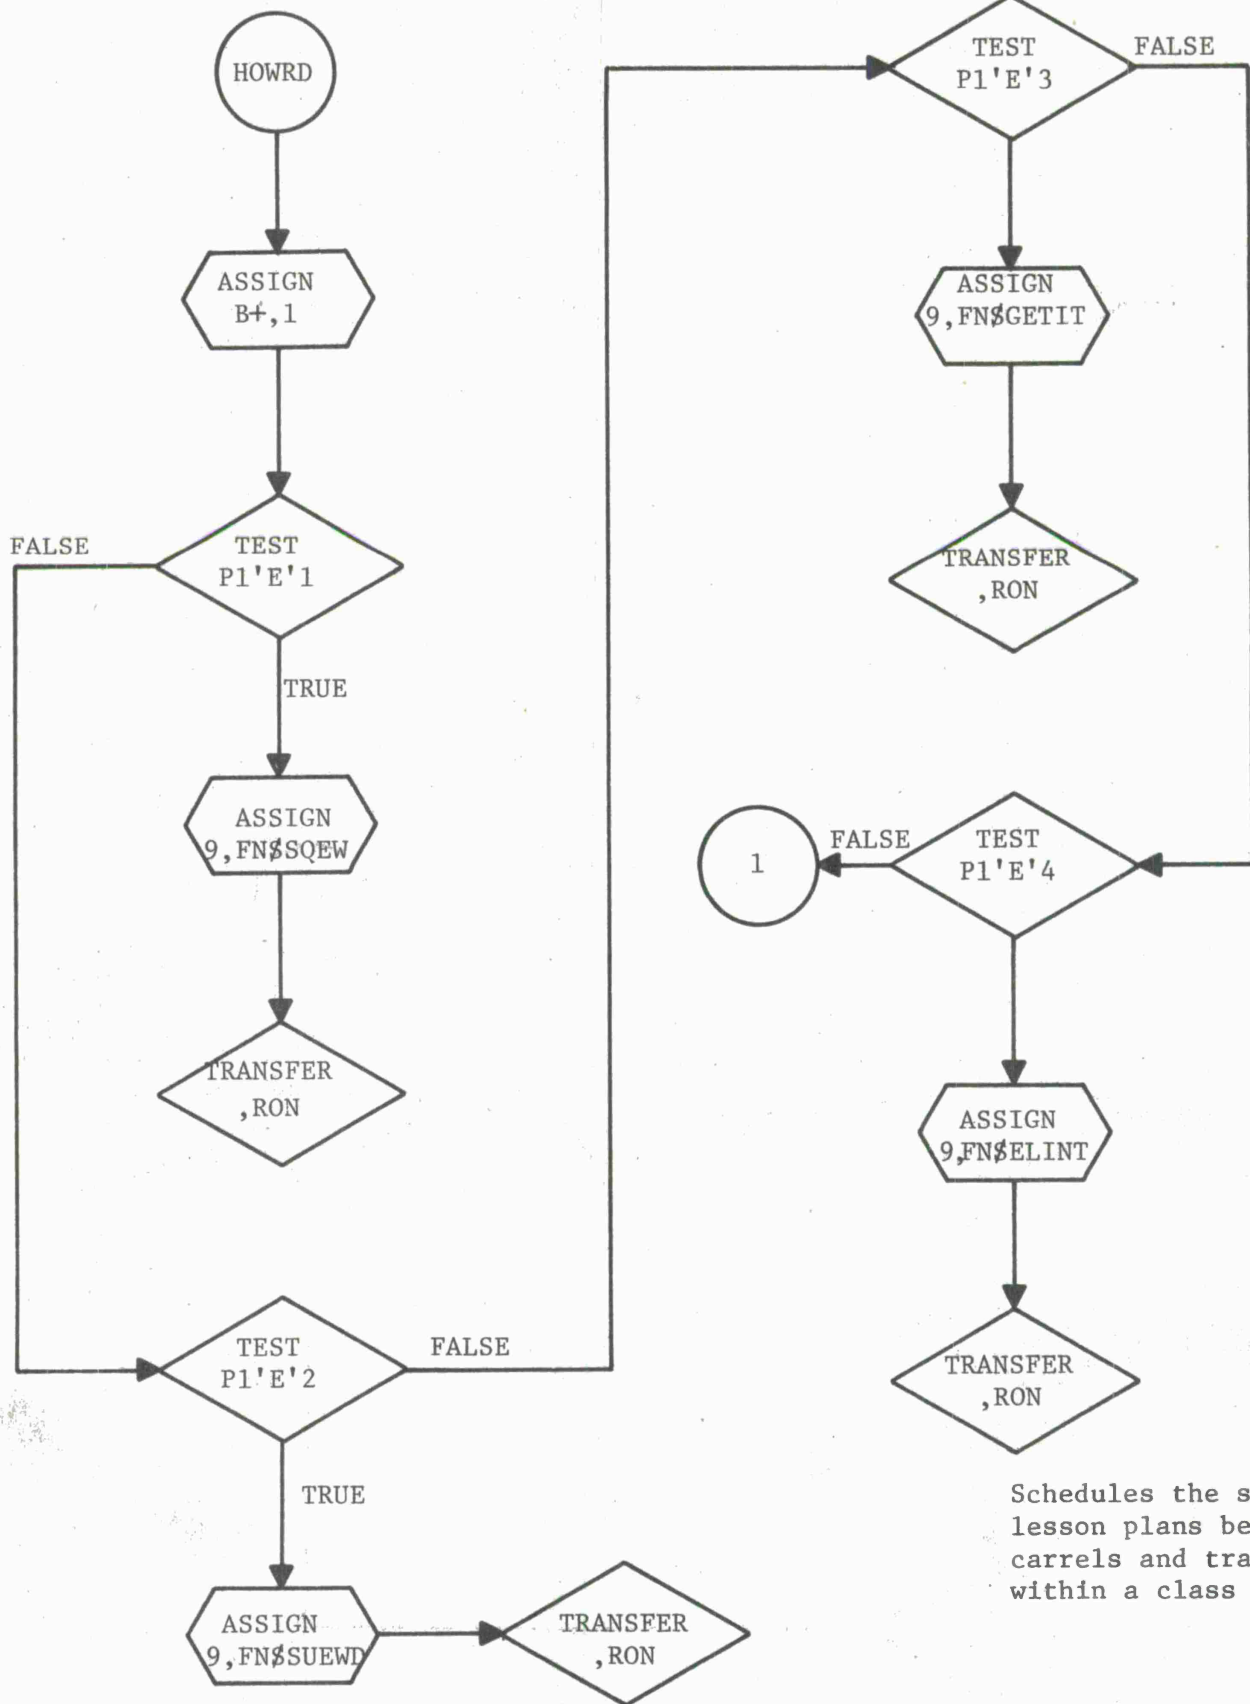 HOWRD
ASSIGN
B+,1
TEST
P1'E'1
FALSE
TRUE
ASSIGN
9,FN$SQEW
TRANSFER
,RON
TEST
P1'E'2
FALSE
TRUE
ASSIGN
9,FN$SUEWD
TRANSFER
,RON
TEST
P1'E'3
FALSE
ASSIGN
9,FN$GETIT
TRANSFER
,RON
TEST
P1'E'4
FALSE
1
ASSIGN
9,FN$ELINT
TRANSFER
,RON
Schedules the s
lesson plans be
carrels and tra
within a class